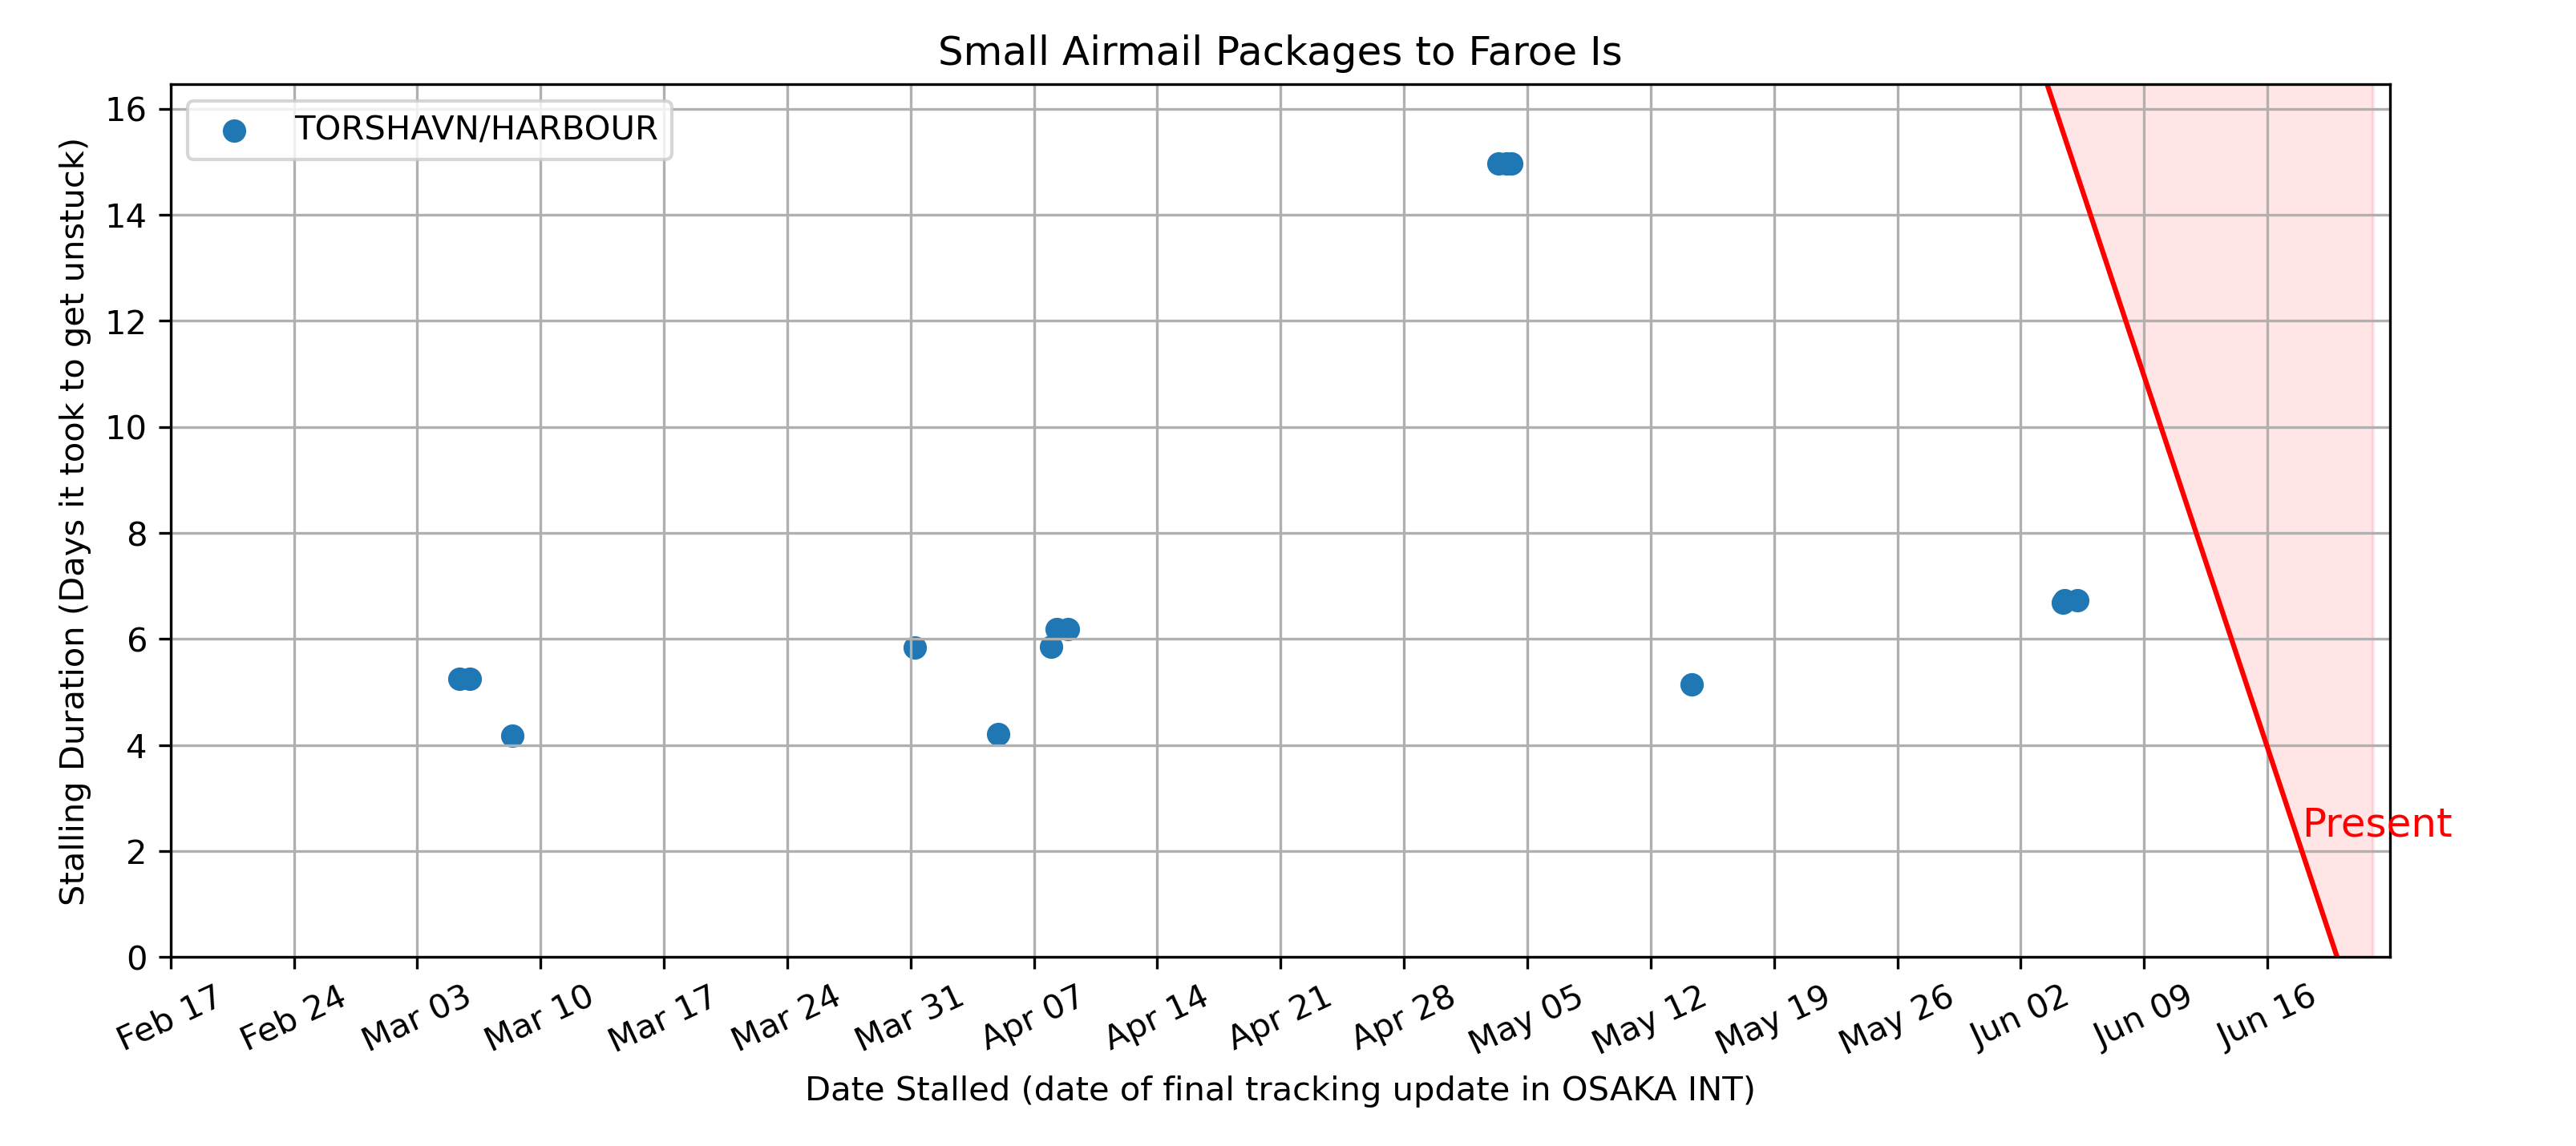 Small Airmail Packages to Faroe Is
TORSHAVN/HARBOUR
Stalling Duration (Days it took to get unstuck)
16
14
12
10
8
6
4
2
0
Present
Feb 17
Feb 24
Mar 03
Mar 10
Mar 17
Mar 24
Mar 31
Apr 07
Apr 14
Apr 21
Apr 28
May 05
May 12
May 19
May 26
Jun 02
Jun 09
Jun 16
Date Stalled (date of final tracking update in OSAKA INT)